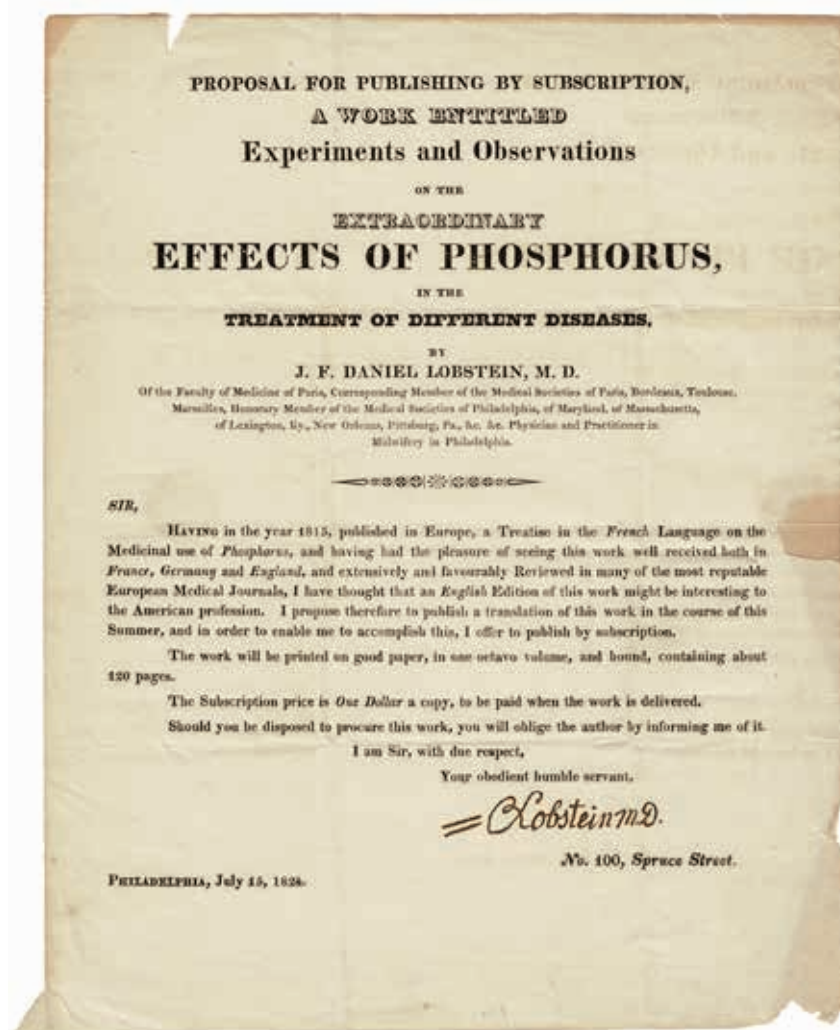 PROPOSAL FOR PUBLISHING BY SUBSCRIPTION,
A WORK ENTITLED
Experiments and Observations
ON THE
EXTRAORDINARY
EFFECTS OF PHOSPHORUS,
IN THE
TREATMENT OF DIFFERENT DISEASES,
BY
J. F. DANIEL LOBSTEIN, M. D.
Of the Faculty of Medicine of Paris, Corresponding Member of the Medical Societies of Paris, Bordeaux, Toulouse,
Marseilles, Honorary Member of the Medical Societies of Philadelphia, of Maryland, of Massachusetts,
of Lexington, Ky., New Orleans, Pittsburg, Pa., &c. &c. Physician and Practitioner in
Midwifery in Philadelphia.
SIR,
HAVING in the year 1815, published in Europe, a Treatise in the French Language on the
Medicinal use of Phosphorus, and having had the pleasure of seeing this work well received both in
France, Germany and England, and extensively and favourably Reviewed in many of the most reputable
European Medical Journals, I have thought that an English Edition of this work might be interesting to
the American profession. I propose therefore to publish a translation of this work in the course of this
Summer, and in order to enable me to accomplish this, I offer to publish by subscription.
The work will be printed on good paper, in one octavo volume, and bound, containing about
120 pages.
The Subscription price is One Dollar a copy, to be paid when the work is delivered.
Should you be disposed to procure this work, you will oblige the author by informing me of it.
I am Sir, with due respect,
Your obedient humble servant,
Lobstein MD.
No. 100, Spruce Street.
PHILADELPHIA, July 15, 1824.